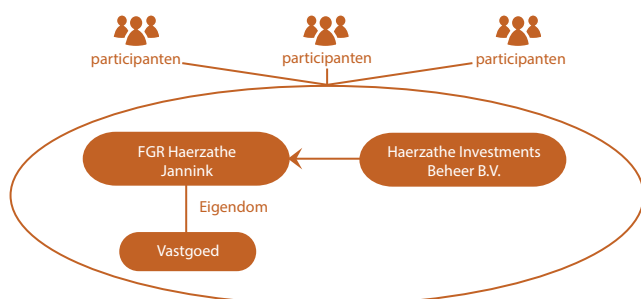 participanten
participanten
participanten
FGR Haerzathe
Jannink
Haerzathe Investments
Beheer B.V.
Eigendom
Vastgoed